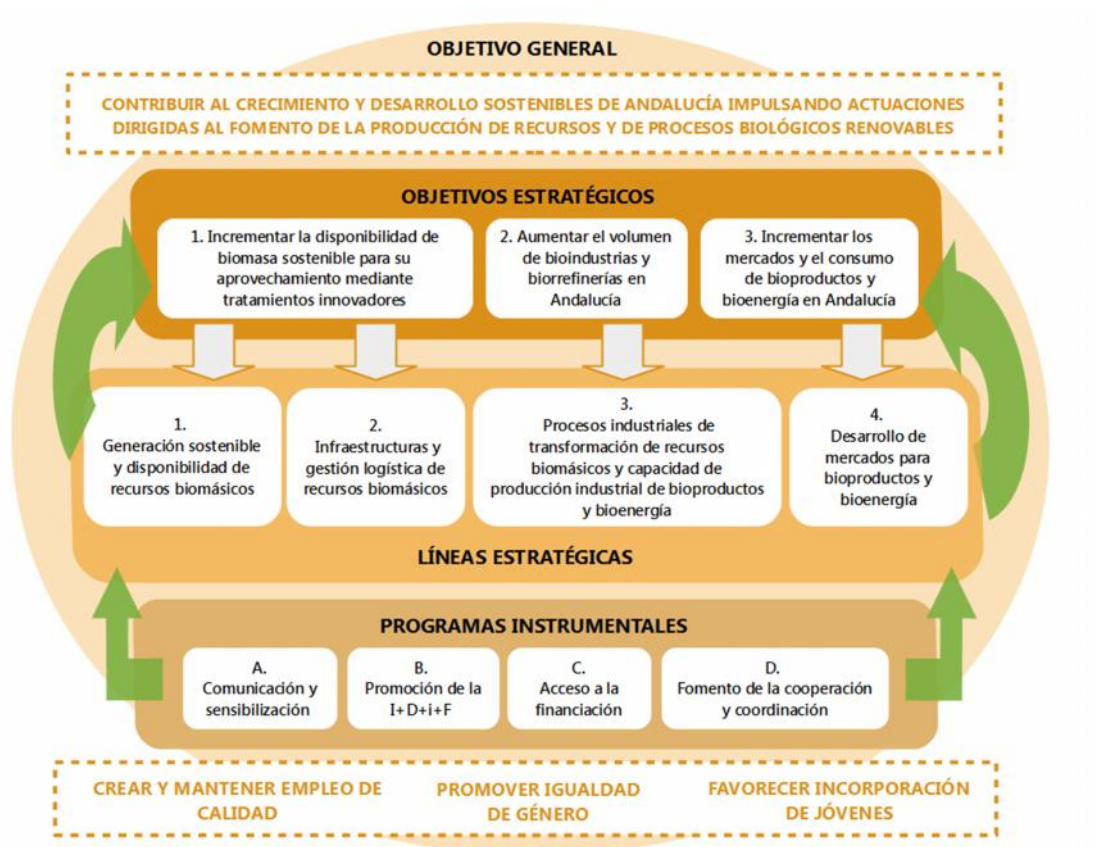 OBJETIVO GENERAL
CONTRIBUIR AL CRECIMIENTO Y DESARROLLO SOSTENIBLES DE ANDALUCÍA IMPULSANDO ACTUACIONES
DIRIGIDAS AL FOMENTO DE LA PRODUCCIÓN DE RECURSOS Y DE PROCESOS BIOLÓGICOS RENOVABLES
OBJETIVOS ESTRATÉGICOS
1. Incrementar la disponibilidad de
biomasa sostenible para su
aprovechamiento mediante
tratamientos innovadores
2. Aumentar el volumen
de bioindustrias y
biorrefinerías en
Andalucía
3. Incrementar los
mercados y el consumo
de bioproductos y
bioenergía en Andalucía
1.
Generación sostenible
y disponibilidad de
recursos biomásicos
2.
Infraestructuras y
gestión logística de
recursos biomásicos
3.
Procesos industriales de
transformación de recursos
biomásicos y capacidad de
producción industrial de bioproductos
y bioenergía
4.
Desarrollo de
mercados para
bioproductos y
bioenergía
LÍNEAS ESTRATÉGICAS
PROGRAMAS INSTRUMENTALES
A.
Comunicación y
sensibilización
B.
Promoción de la
I+D+i+F
C.
Acceso a la
financiación
D.
Fomento de la cooperación
y coordinación
CREAR Y MANTENER EMPLEO DE
CALIDAD
PROMOVER IGUALDAD
DE GÉNERO
FAVORECER INCORPORACIÓN
DE JÓVENES